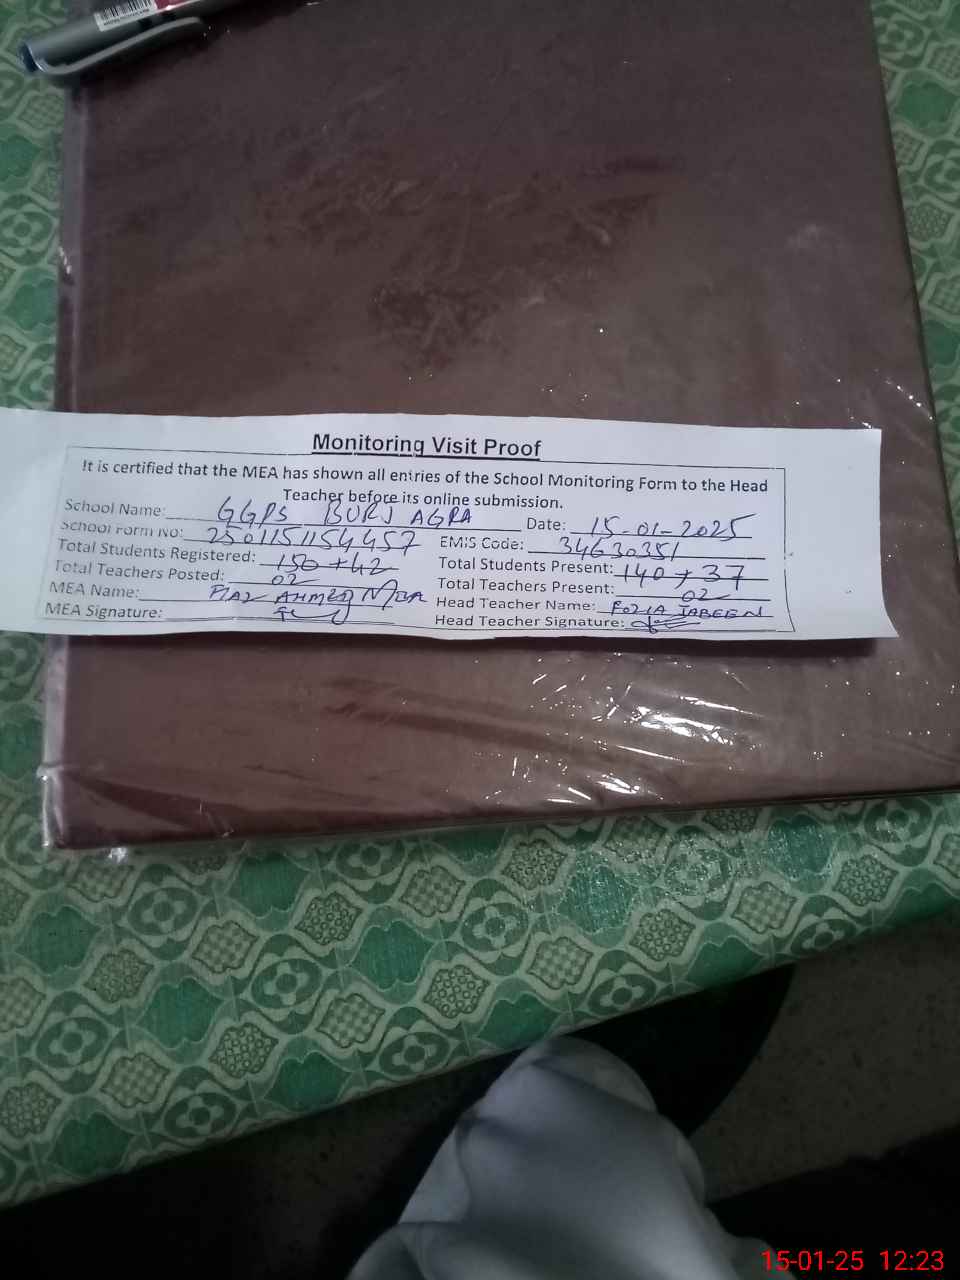 Monitoring Visit Proof
It is certified that the MEA has shown all entries of the School Monitoring Form to the Head
Teacher before its online submission.
School Name: GGPS BURJ AGRA Date: 15-01-2025
School Form No: 2501151154457 EMIS Code: 34630351
Total Students Registered: 150+42 Total Students Present: 140+37
Total Teachers Posted: 02 Total Teachers Present: 02
MEA Name: AHMED Head Teacher Name: FOZIA JABEEN
MEA Signature: Head Teacher Signature:
15-01-25 12:23